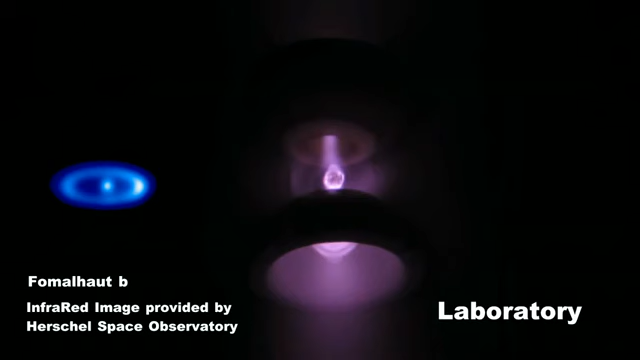 Fomalhaut b
InfraRed Image provided by
Herschel Space Observatory
Laboratory